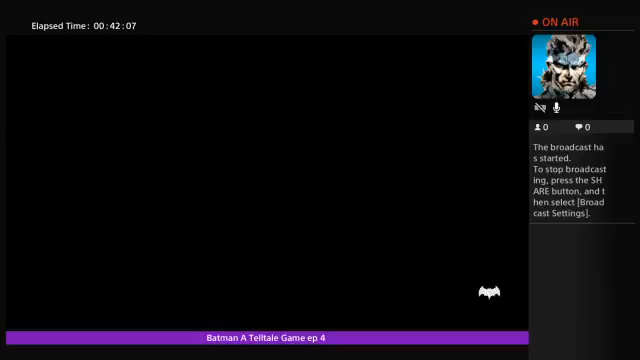 Elapsed Time: 00:42:07
ON AIR
0 0
The broadcast ha
s started.
To stop broadcast
ing, press the SH
ARE button, and t
hen select [Broad
cast Settings].
Batman A Telltale Game ep 4